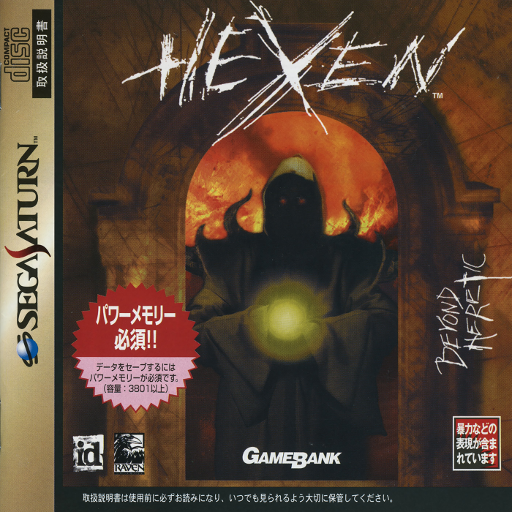 COMPACT
disc
取扱説明書
HEXEN™
SEGA SATURN™
BEYOND
HERETIC
パワーメモリー
必須!!
データをセーブするには
パワーメモリーが必須です。
(容量：3801以上)
id
RAVEN
GAMEBANK
暴力などの
表現が含ま
れています
取扱説明書は使用前に必ずお読みになり、いつでも見られるよう大切に保管してください。